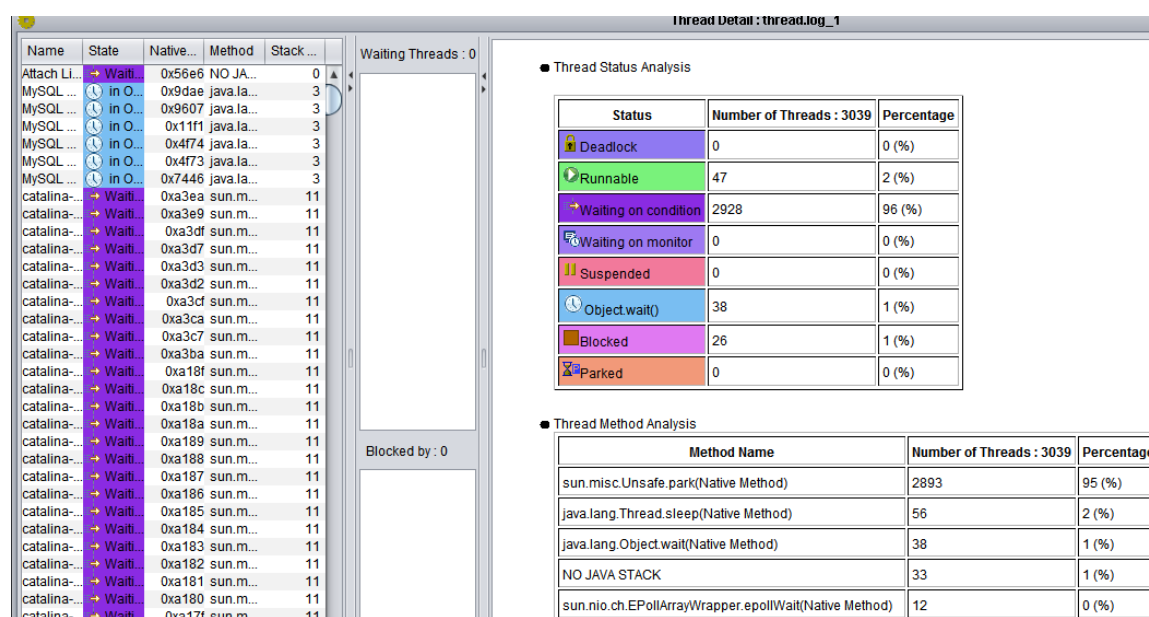 Thread Detail : thread.log_1
Name State Native... Method Stack ...
Attach Li... Waiti... 0x56e6 NO JA... 0
MySQL ... in O... 0x9dae java.la... 3
MySQL ... in O... 0x9607 java.la... 3
MySQL ... in O... 0x11f1 java.la... 3
MySQL ... in O... 0x4f74 java.la... 3
MySQL ... in O... 0x4f73 java.la... 3
MySQL ... in O... 0x7446 java.la... 3
catalina-... Waiti... 0xa3ea sun.m... 11
catalina-... Waiti... 0xa3e9 sun.m... 11
catalina-... Waiti... 0xa3df sun.m... 11
catalina-... Waiti... 0xa3d7 sun.m... 11
catalina-... Waiti... 0xa3d3 sun.m... 11
catalina-... Waiti... 0xa3d2 sun.m... 11
catalina-... Waiti... 0xa3cf sun.m... 11
catalina-... Waiti... 0xa3ca sun.m... 11
catalina-... Waiti... 0xa3c7 sun.m... 11
catalina-... Waiti... 0xa3ba sun.m... 11
catalina-... Waiti... 0xa18f sun.m... 11
catalina-... Waiti... 0xa18c sun.m... 11
catalina-... Waiti... 0xa18b sun.m... 11
catalina-... Waiti... 0xa18a sun.m... 11
catalina-... Waiti... 0xa189 sun.m... 11
catalina-... Waiti... 0xa188 sun.m... 11
catalina-... Waiti... 0xa187 sun.m... 11
catalina-... Waiti... 0xa186 sun.m... 11
catalina-... Waiti... 0xa185 sun.m... 11
catalina-... Waiti... 0xa184 sun.m... 11
catalina-... Waiti... 0xa183 sun.m... 11
catalina-... Waiti... 0xa182 sun.m... 11
catalina-... Waiti... 0xa181 sun.m... 11
catalina-... Waiti... 0xa180 sun.m... 11
catalina-... Waiti... 0xa17f sun.m... 11
Waiting Threads : 0
Blocked by : 0
Thread Status Analysis
Status Number of Threads : 3039 Percentage
Deadlock 0 0 (%)
Runnable 47 2 (%)
Waiting on condition 2928 96 (%)
Waiting on monitor 0 0 (%)
Suspended 0 0 (%)
Object.wait() 38 1 (%)
Blocked 26 1 (%)
Parked 0 0 (%)
Thread Method Analysis
Method Name Number of Threads : 3039 Percentag
sun.misc.Unsafe.park(Native Method) 2893 95 (%)
java.lang.Thread.sleep(Native Method) 56 2 (%)
java.lang.Object.wait(Native Method) 38 1 (%)
NO JAVA STACK 33 1 (%)
sun.nio.ch.EPollArrayWrapper.epollWait(Native Method) 12 0 (%)